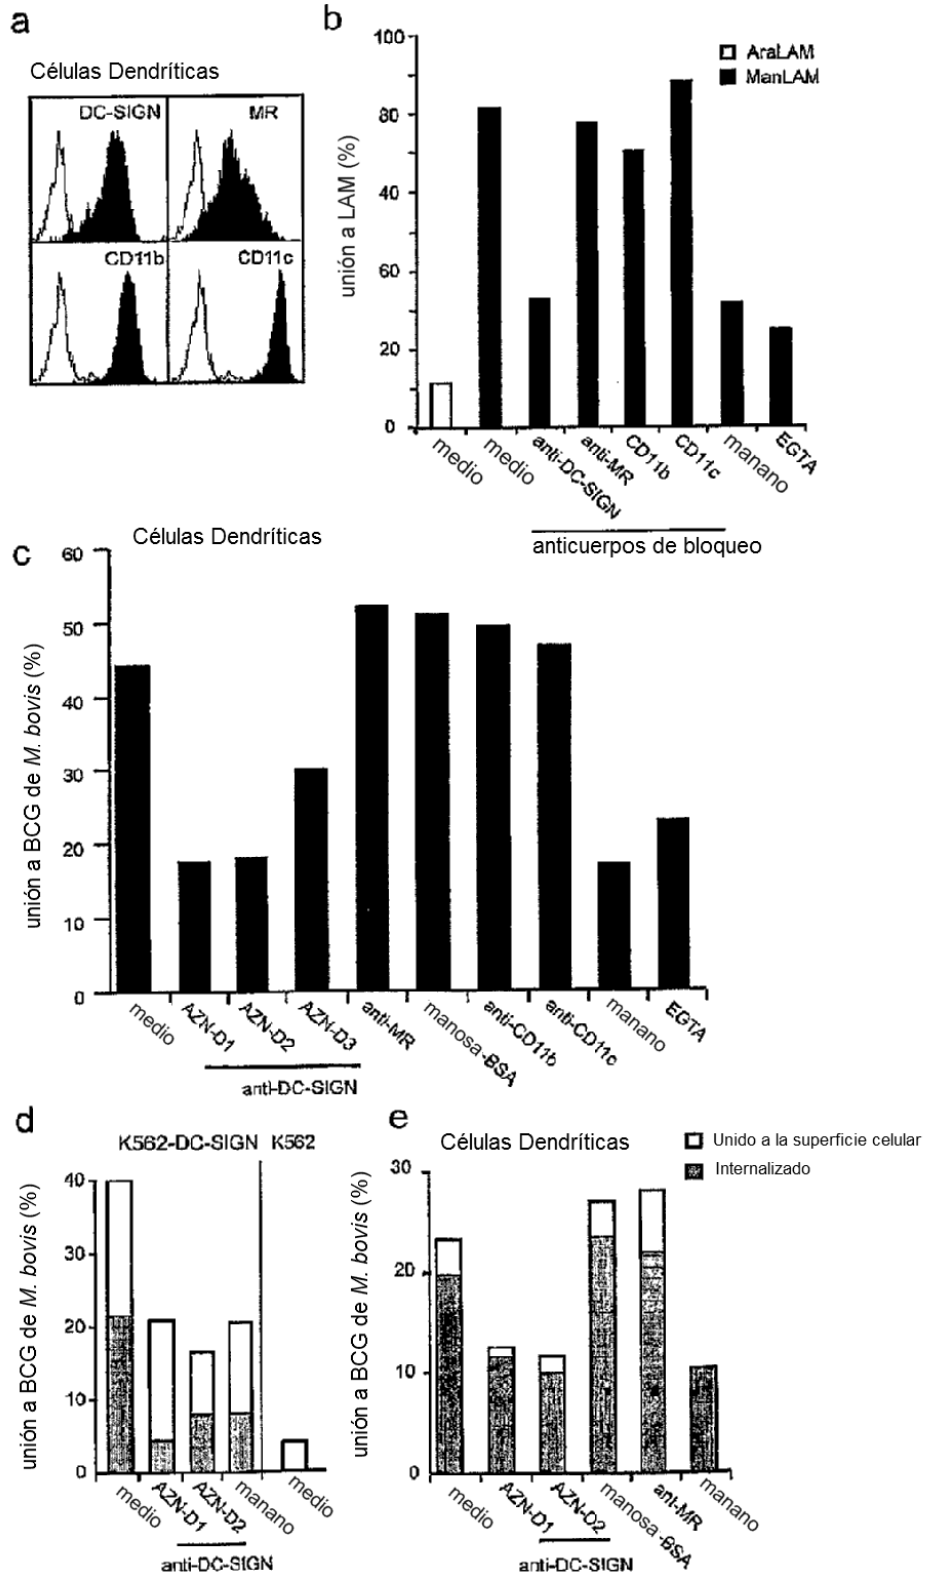 a
Células Dendríticas
DC-SIGN
MR
CD11b
CD11c
b
AraLAM
ManLAM
unión a LAM (%)
100
80
40
60
20
0
medio
medio
anti-DC-SIGN
anti-MR
CD11b
CD11c
manano
EGTA
anticuerpos de bloqueo
c
Células Dendríticas
unión a BCG de M. bovis (%)
60
50
40
30
20
10
0
medio
AZN-D1
AZN-D2
AZN-D3
anti-MR
manosa-BSA
anti-CD11b
anti-CD11c
manano
EGTA
anti-DC-SIGN
d
K562-DC-SIGN K562
unión a BCG de M. bovis (%)
40
30
20
10
0
medio
AZN-D1
AZN-D2
manano
medio
anti-DC-SIGN
e
Células Dendríticas
Unido a la superficie celular
Internalizado
unión a BCG de M. bovis (%)
30
20
10
0
medio
AZN-D1
AZN-D2
manosa-BSA
anti-MR
manano
anti-DC-SIGN